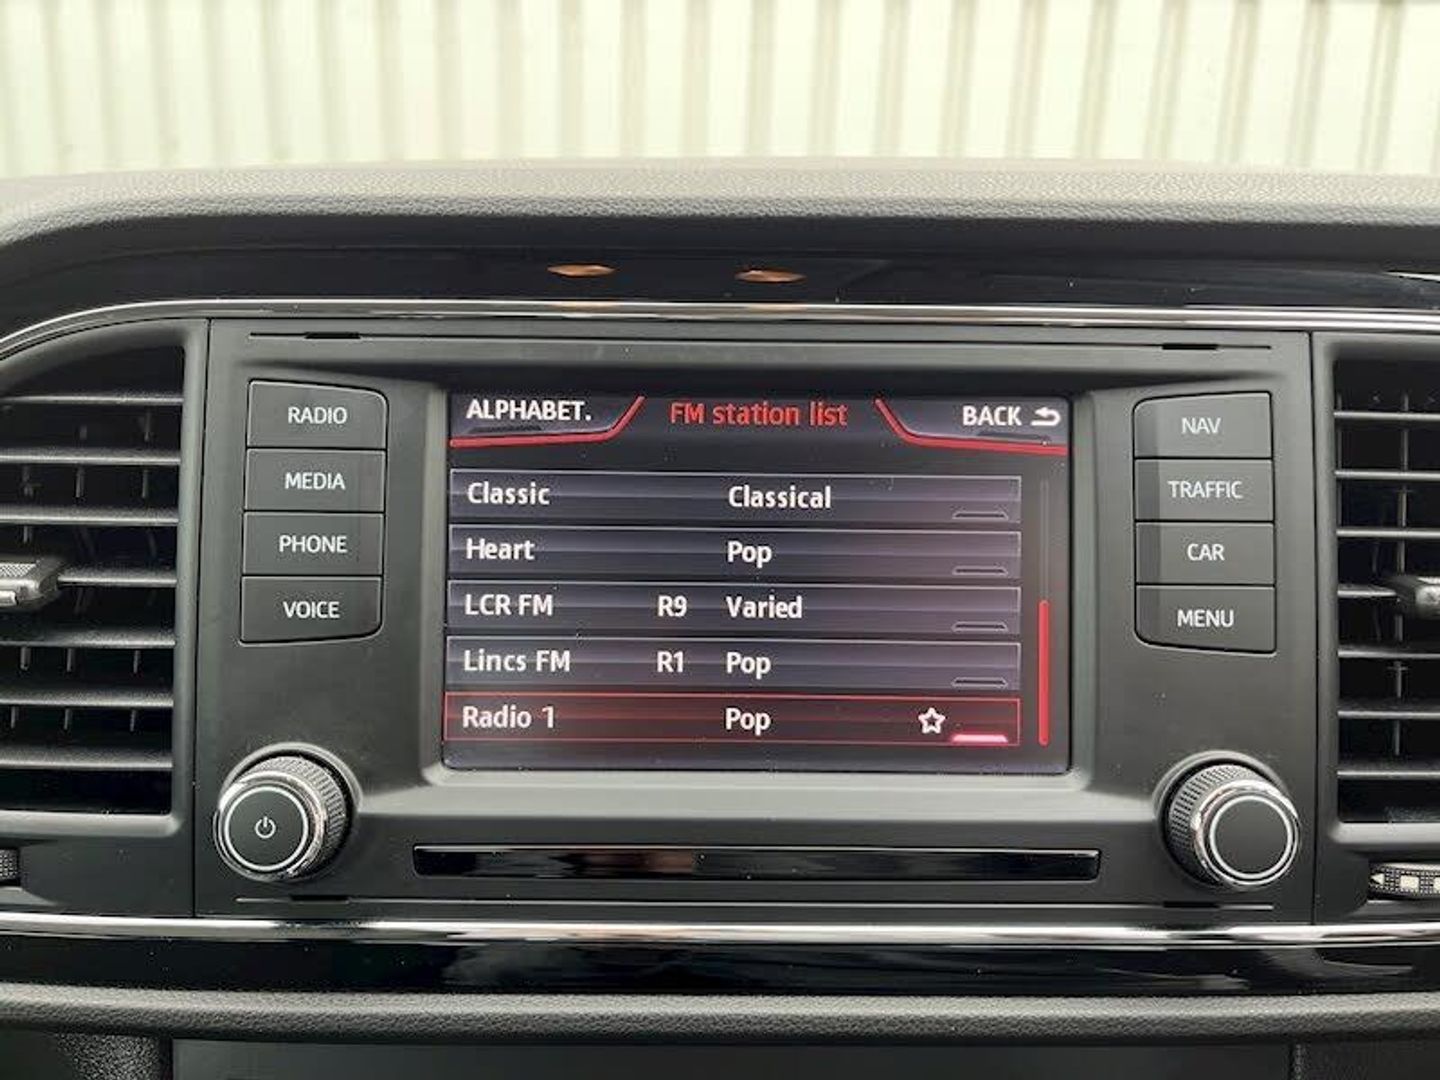 RADIO
MEDIA
PHONE
VOICE
ALPHABET. FM station list BACK
Classic Classical
Heart Pop
LCR FM R9 Varied
Lincs FM R1 Pop
Radio 1 Pop
NAV
TRAFFIC
CAR
MENU